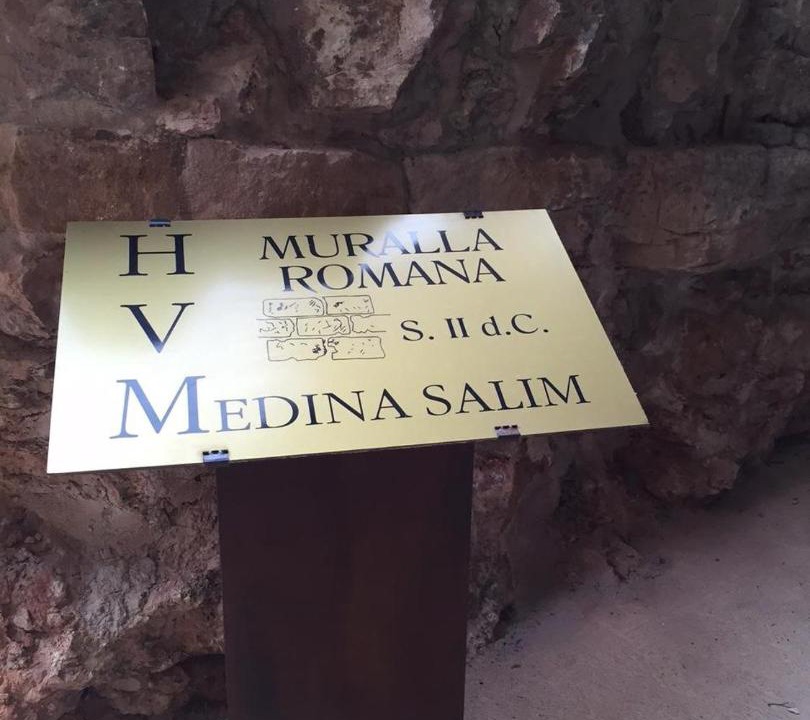 H MURALLA
ROMANA
V S. II d.C.
MEDINA SALIM